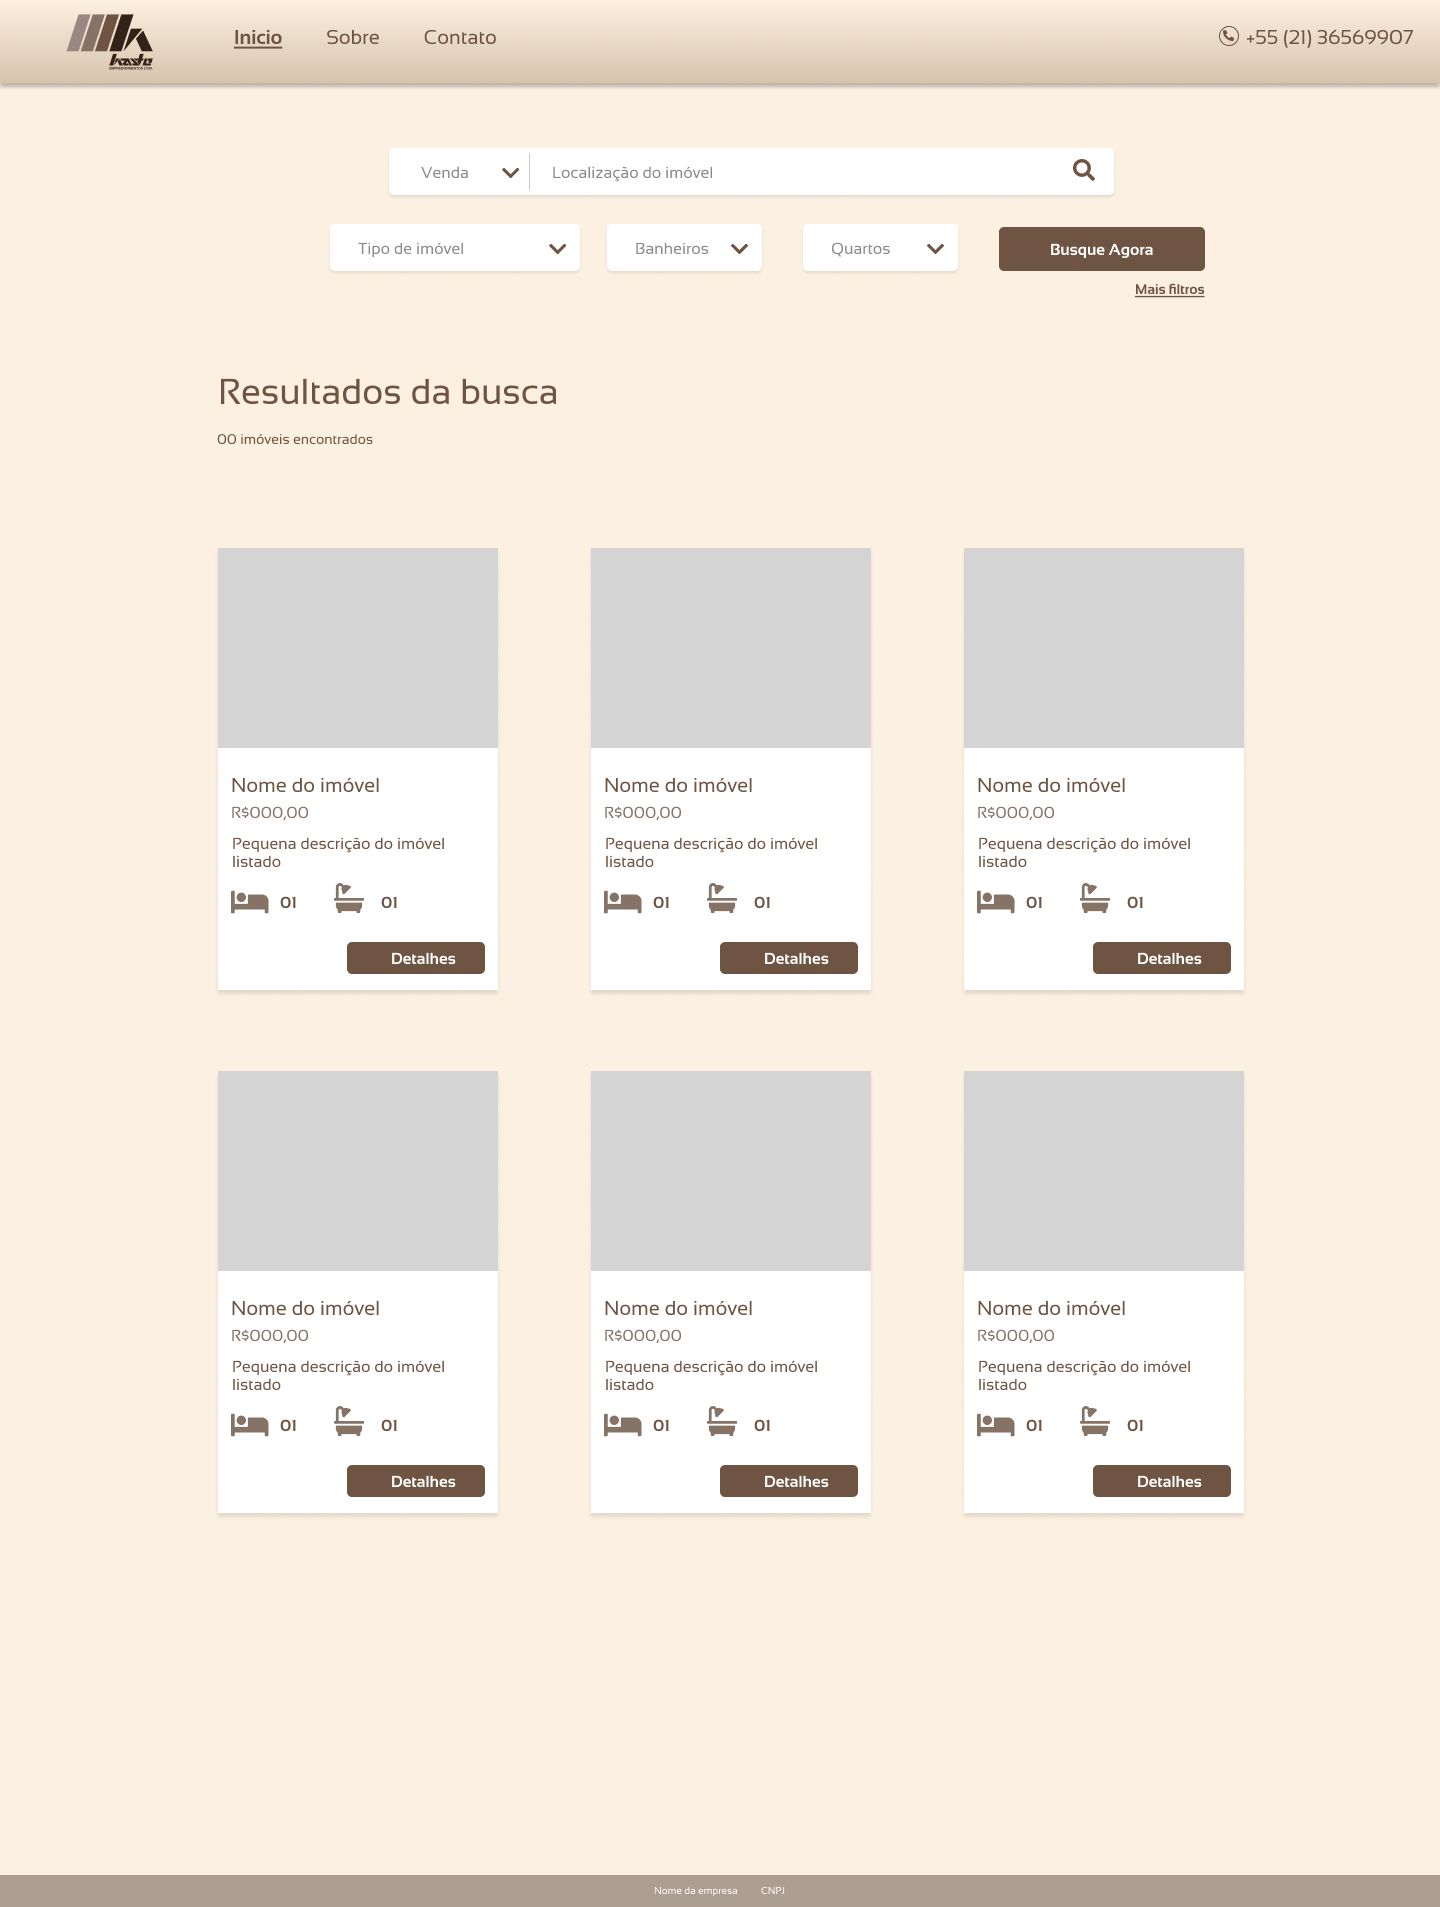 Inicio Sobre Contato +55 (21) 36569907
kaste
EMPREENDIMENTOS LTDA.
Venda Localização do imóvel
Tipo de imóvel Banheiros Quartos Busque Agora
Mais filtros
Resultados da busca
00 imóveis encontrados
Nome do imóvel
R$000,00
Pequena descrição do imóvel
listado
01 01
Detalhes
Nome do imóvel
R$000,00
Pequena descrição do imóvel
listado
01 01
Detalhes
Nome do imóvel
R$000,00
Pequena descrição do imóvel
listado
01 01
Detalhes
Nome do imóvel
R$000,00
Pequena descrição do imóvel
listado
01 01
Detalhes
Nome do imóvel
R$000,00
Pequena descrição do imóvel
listado
01 01
Detalhes
Nome do imóvel
R$000,00
Pequena descrição do imóvel
listado
01 01
Detalhes
Nome da empresa CNPJ